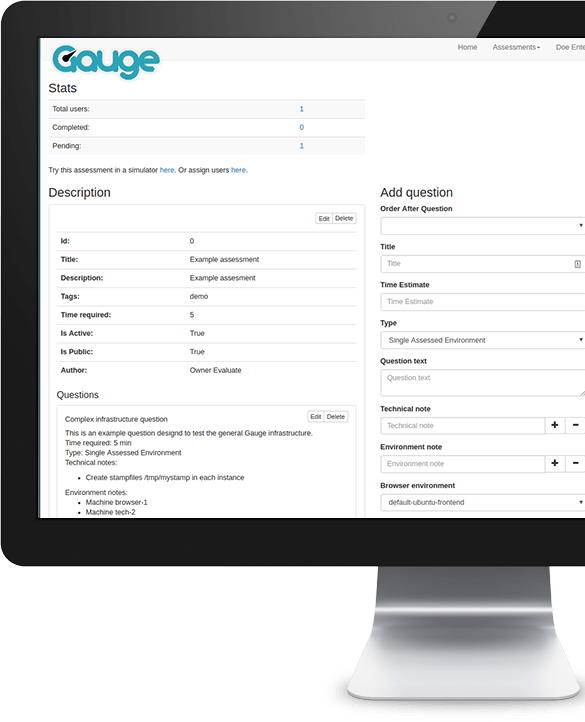 Gauge
Home Assessments Doe Ente
Stats
Total users: 1
Completed: 0
Pending: 1
Try this assessment in a simulator here. Or assign users here.
Description
Edit Delete
Id: 0
Title: Example assessment
Description: Example assesment
Tags: demo
Time required: 5
Is Active: True
Is Public: True
Author: Owner Evaluate
Questions
Complex infrastructure question
Edit Delete
This is an example question designd to test the general Gauge infrastructure.
Time required: 5 min
Type: Single Assessed Environment
Technical notes:
• Create stampfiles /tmp/mystamp in each instance
Environment notes:
• Machine browser-1
• Machine tech-2
Add question
Order After Question
Title
Title
Time Estimate
Time Estimate
Type
Single Assessed Environment
Question text
Question text
Technical note
Technical note + -
Environment note
Environment note + -
Browser environment
default-ubuntu-frontend